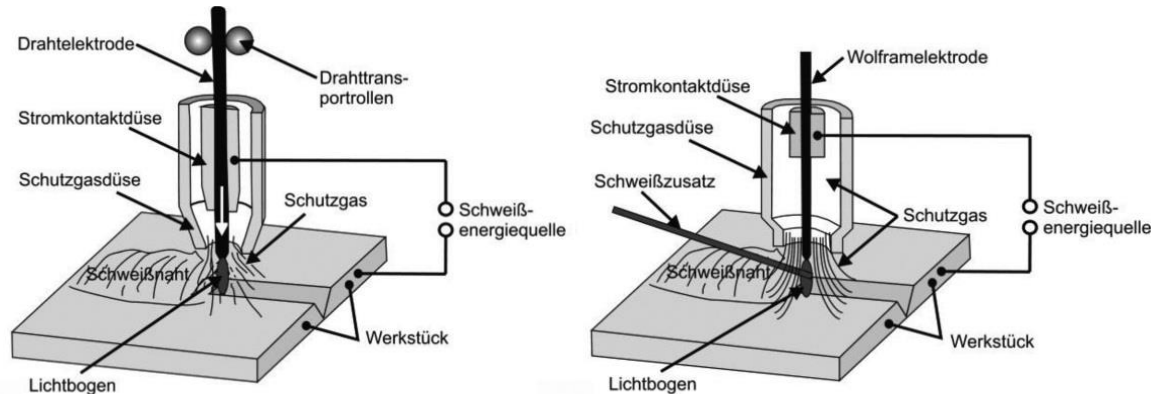 Drahtelektrode
Drahttrans-
portrollen
Stromkontaktdüse
Schutzgasdüse
Schutzgas
Schweiß-
energiequelle
Schweißnaht
Werkstück
Lichtbogen
Wolframelektrode
Stromkontaktdüse
Schutzgasdüse
Schweißzusatz
Schutzgas
Schweiß-
energiequelle
Schweißnaht
Werkstück
Lichtbogen